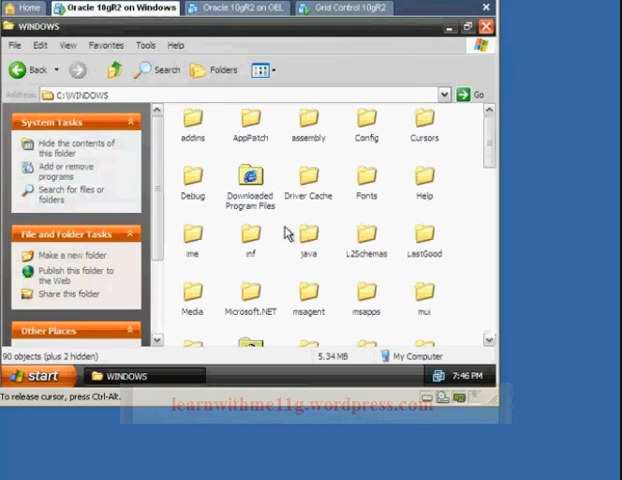 Home Oracle 10gR2 on Windows Oracle 10gR2 on OEL Grid Control 10gR2
WINDOWS
File Edit View Favorites Tools Help
Back Search Folders
Address C:\WINDOWS Go
System Tasks
Hide the contents of
this folder
Add or remove
programs
Search for files or
folders
File and Folder Tasks
Make a new folder
Publish this folder to
the Web
Share this folder
Other Places
addins AppPatch assembly Config Cursors
Debug Downloaded Program Files Driver Cache Fonts Help
ime inf java L2Schemas LastGood
Media Microsoft.NET msagent msapps mui
90 objects (plus 2 hidden) 5.34 MB My Computer
start WINDOWS 7:46 PM
To release cursor, press Ctrl-Alt.
learnwithme11g.wordpress.com